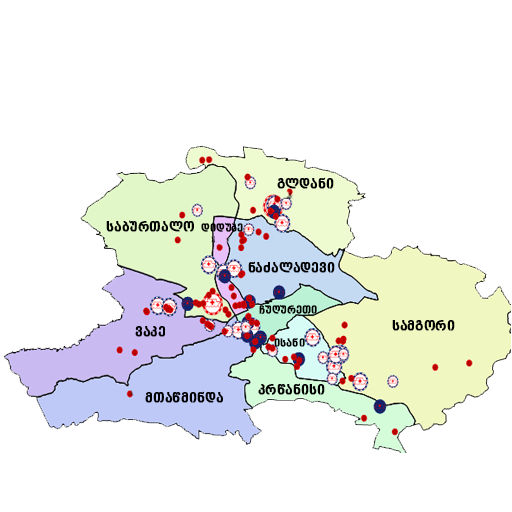 გლდანი
საბურთალო
დიდუბე
ნაძალადევი
ჩუღურეთი
სამგორი
ვაკე
ისანი
მთაწმინდა
კრწანისი